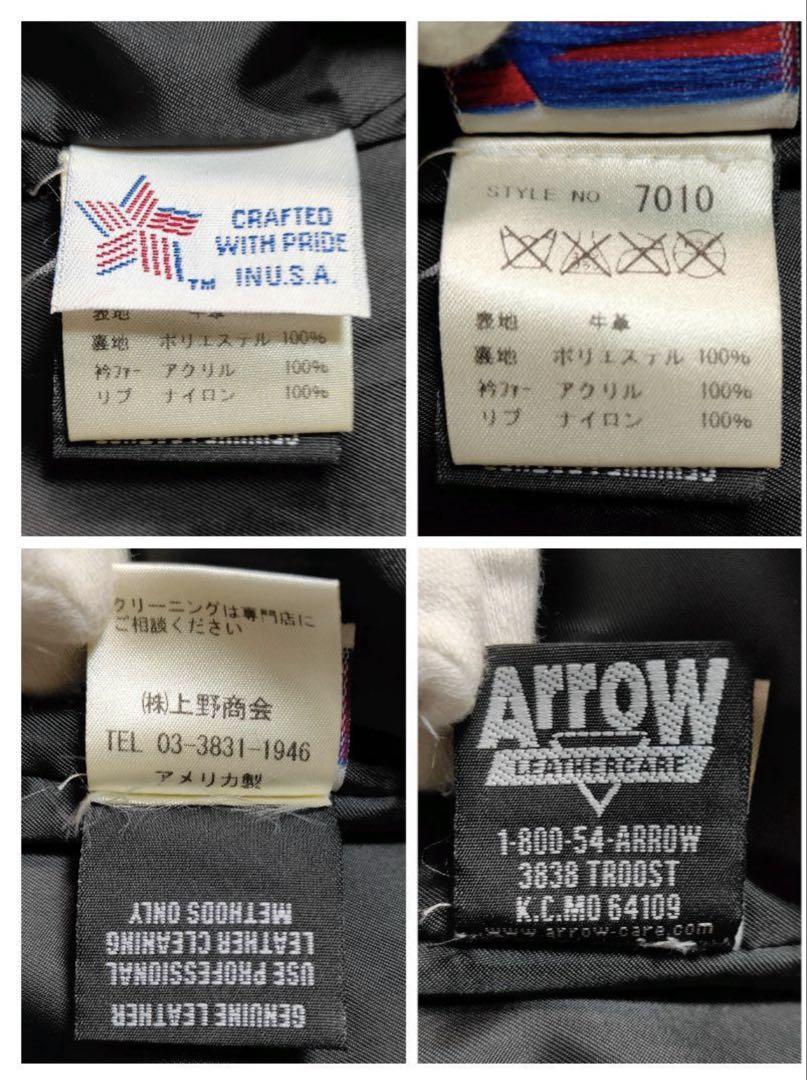 CRAFTED
WITH PRIDE
IN U.S.A.
TM
表地 牛革
裏地 ポリエステル 100%
衿ファー アクリル 100%
リブ ナイロン 100%
STYLE NO 7010
表地 牛革
裏地 ポリエステル 100%
衿ファー アクリル 100%
リブ ナイロン 100%
クリーニングは専門店に
ご相談ください
(株)上野商会
TEL 03-3831-1946
アメリカ製
GENUINE LEATHER
USE PROFESSIONAL
LEATHER CLEANING
METHODS ONLY
Arrow
LEATHERCARE
1-800-54-ARROW
3838 TROOST
K.C.MO 64109
www.arrow-care.com